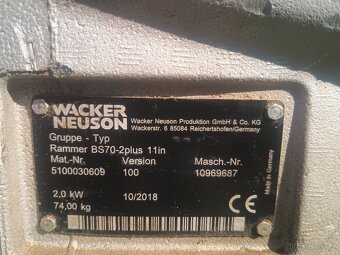 WACKER
NEUSON
Wacker Neuson Produktion GmbH & Co. KG
Wackerstr. 6 85084 Reichertshofen/Germany
Gruppe - Typ
Rammer BS70-2plus 11in
Mat.-Nr. Version Masch.-Nr.
5100030609 100 10969687
2,0 kW 10/2018
74,00 kg
CE
Made in Germany